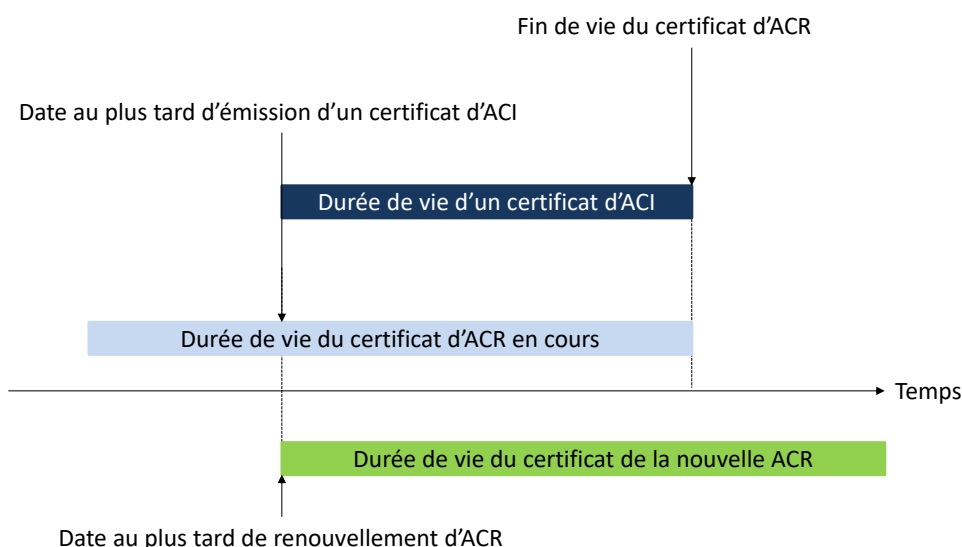 Fin de vie du certificat d’ACR
Date au plus tard d’émission d’un certificat d’ACI
Durée de vie d’un certificat d’ACI
Durée de vie du certificat d’ACR en cours
Temps
Durée de vie du certificat de la nouvelle ACR
Date au plus tard de renouvellement d’ACR